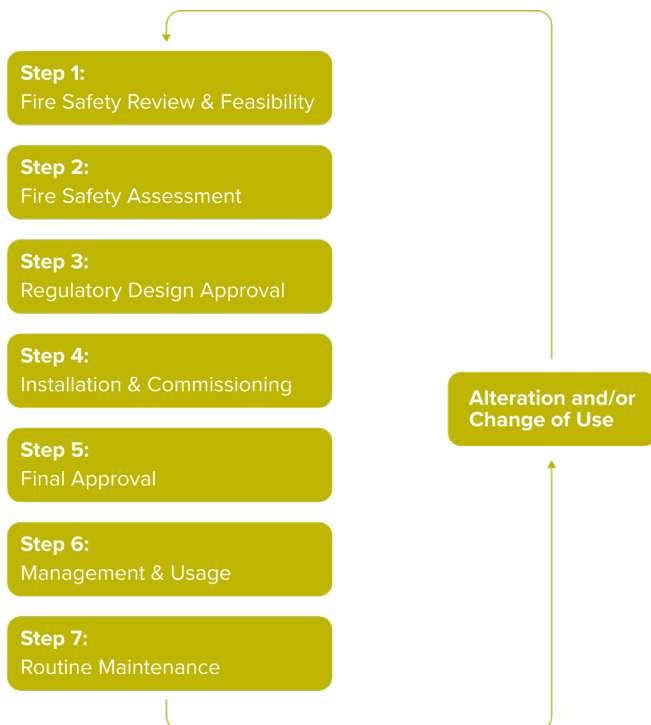 Step 1:
Fire Safety Review & Feasibility
Step 2:
Fire Safety Assessment
Step 3:
Regulatory Design Approval
Step 4:
Installation & Commissioning
Step 5:
Final Approval
Step 6:
Management & Usage
Step 7:
Routine Maintenance
Alteration and/or
Change of Use